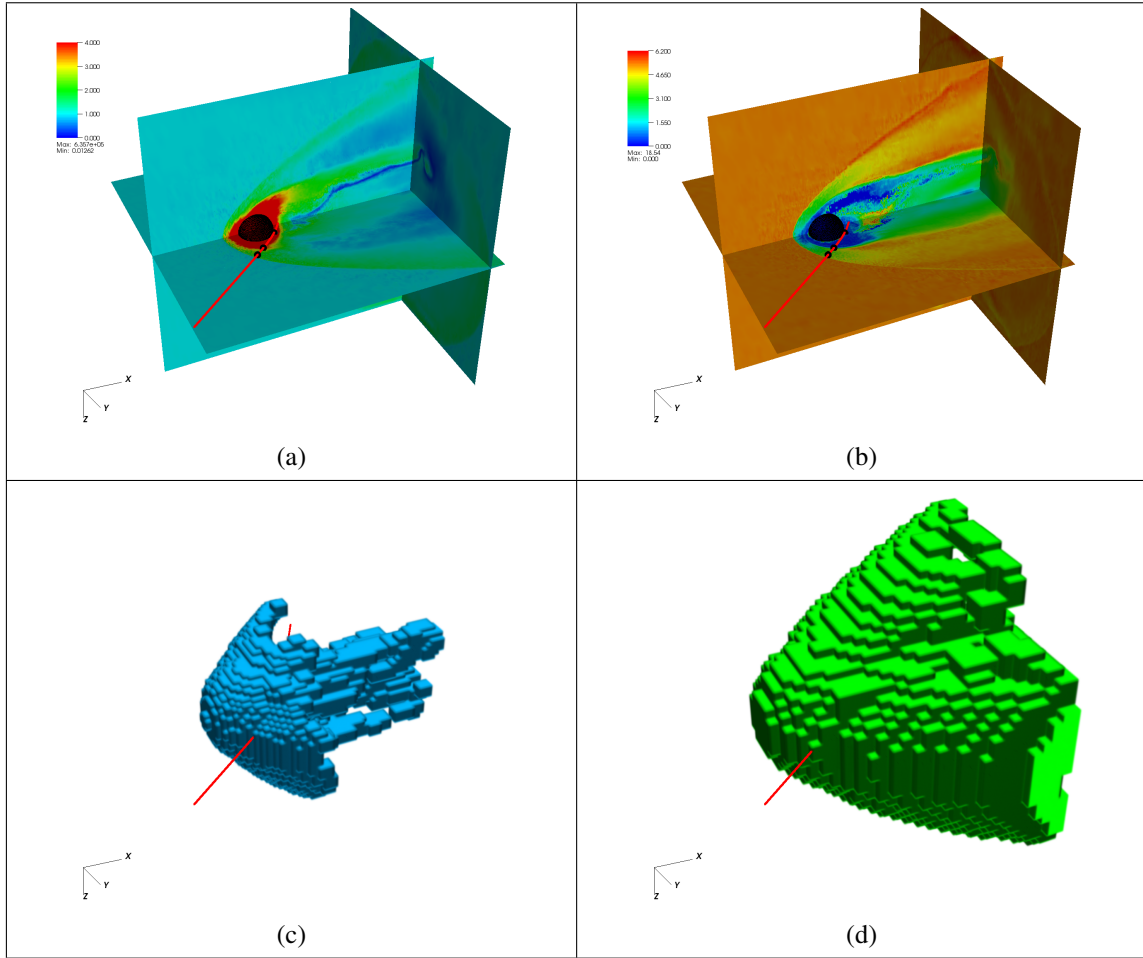 4.000
3.000
2.000
1.000
0.000
Max: 6.357e+05
Min: 0.01262
X
Y
Z
(a)
6.200
4.650
3.100
1.550
0.000
Max: 18.54
Min: 0.000
X
Y
Z
(b)
X
Y
Z
(c)
X
Y
Z
(d)